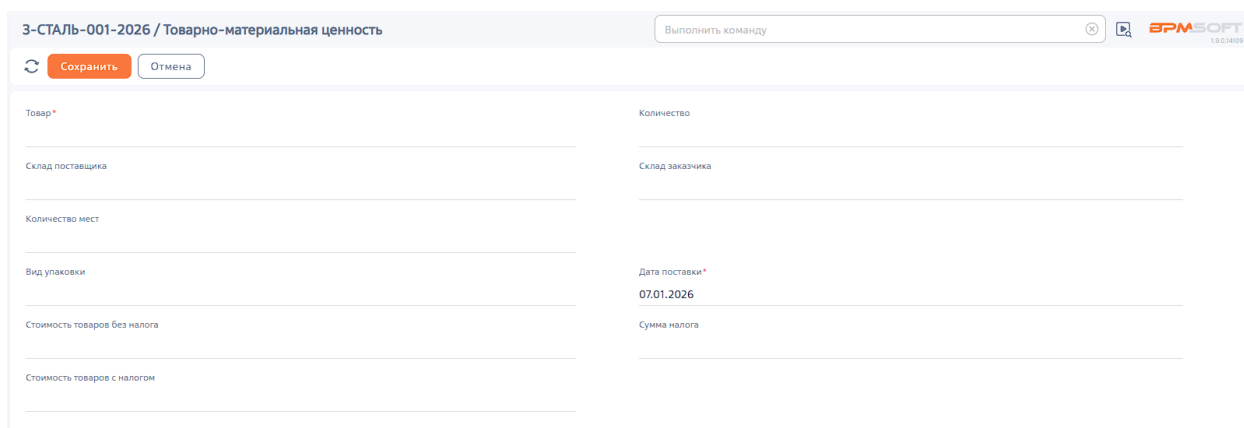 З-СТАЛЬ-001-2026 / Товарно-материальная ценность
Выполнить команду
BPMSOFT
1.9.0.14109
Сохранить
Отмена
Товар*
Количество
Склад поставщика
Склад заказчика
Количество мест
Вид упаковки
Дата поставки*
07.01.2026
Стоимость товаров без налога
Сумма налога
Стоимость товаров с налогом